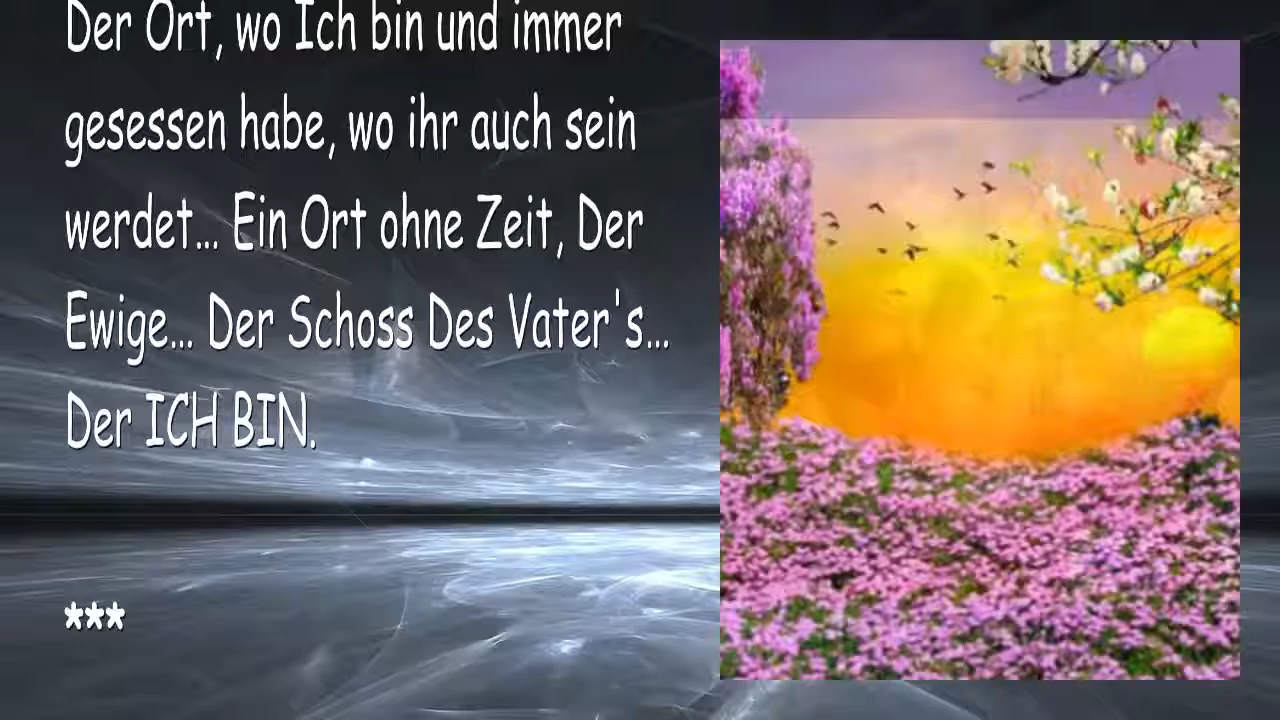 Der Ort, wo Ich bin und immer
gesessen habe, wo ihr auch sein
werdet... Ein Ort ohne Zeit, Der
Ewige... Der Schoss Des Vater's...
Der ICH BIN.
***